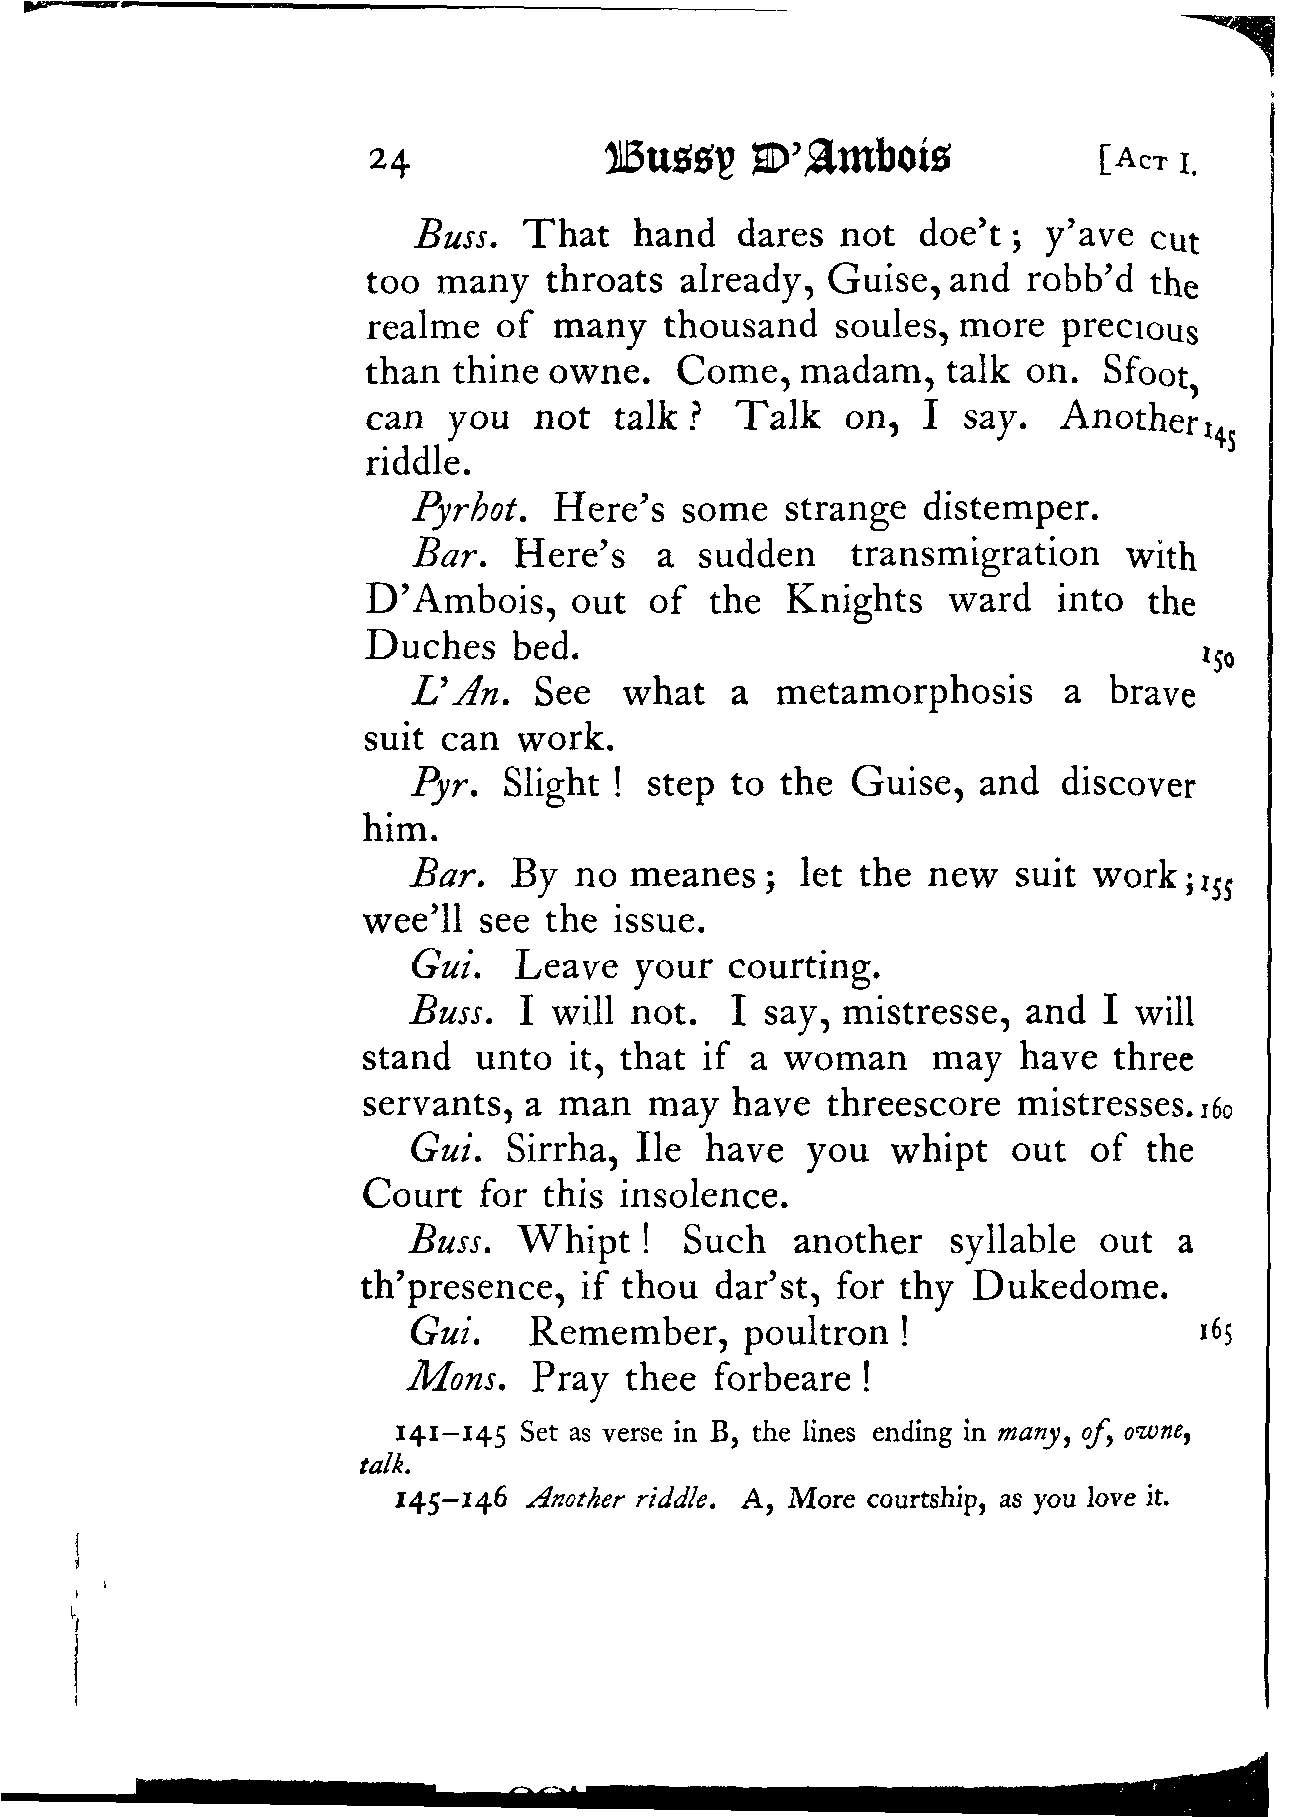 24 Bussy D'Ambois [ACT I.
Buss. That hand dares not doe't; y'ave cut
too many throats already, Guise, and robb'd the
realme of many thousand soules, more precious
than thine owne. Come, madam, talk on. Sfoot,
can you not talk? Talk on, I say. Another 145
riddle.
Pyrhot. Here's some strange distemper.
Bar. Here's a sudden transmigration with
D'Ambois, out of the Knights ward into the
Duches bed. 150
L'An. See what a metamorphosis a brave
suit can work.
Pyr. Slight! step to the Guise, and discover
him.
Bar. By no meanes; let the new suit work; 155
wee'll see the issue.
Gui. Leave your courting.
Buss. I will not. I say, mistresse, and I will
stand unto it, that if a woman may have three
servants, a man may have threescore mistresses. 160
Gui. Sirrha, Ile have you whipt out of the
Court for this insolence.
Buss. Whipt! Such another syllable out a
th'presence, if thou dar'st, for thy Dukedome.
Gui. Remember, poultron! 165
Mons. Pray thee forbeare!
141–145 Set as verse in B, the lines ending in many, of, owne,
talk.
145–146 Another riddle. A, More courtship, as you love it.